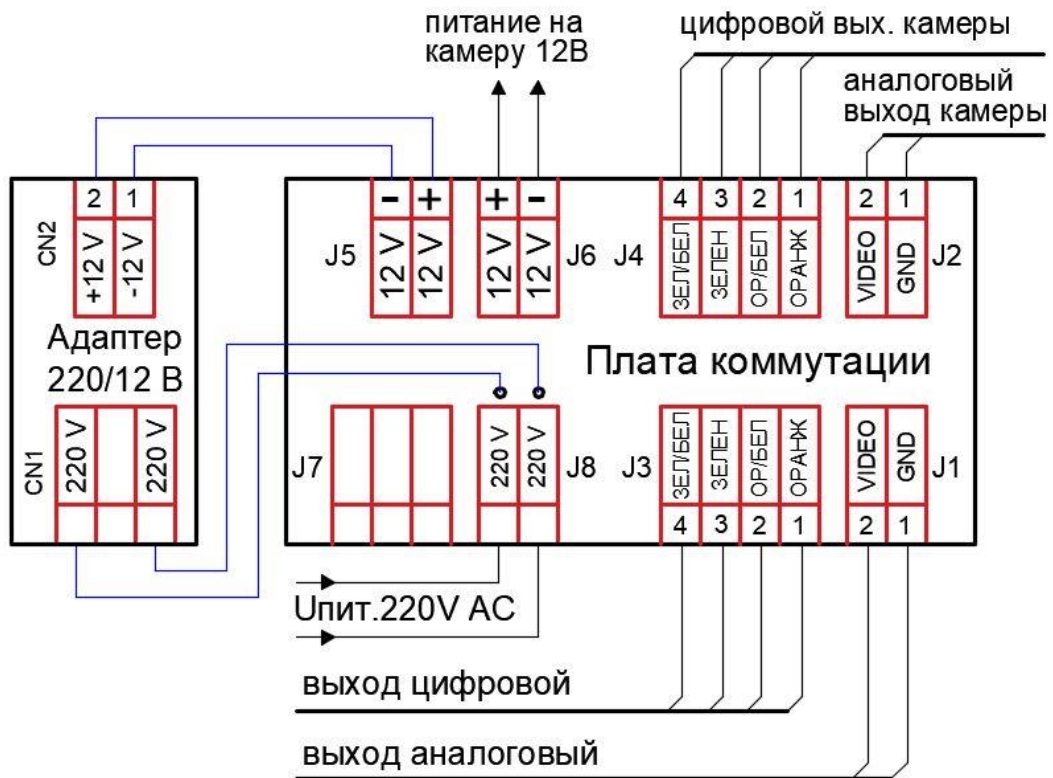 питание на
камеру 12В
цифровой вых. камеры
аналоговый
выход камеры
CN2
2 1
+12 V -12 V
Адаптер
220/12 В
CN1
220 V 220 V
J5
- +
12 V 12 V
+ -
12 V 12 V
J6
J4
4 3 2 1
ЗЕЛ/БЕЛ ЗЕЛЕН ОР/БЕЛ ОРАНЖ
2 1
VIDEO GND
J2
Плата коммутации
J7
220 V 220 V
J8
J3
ЗЕЛ/БЕЛ ЗЕЛЕН ОР/БЕЛ ОРАНЖ
4 3 2 1
VIDEO GND
2 1
J1
Uпит.220V AC
выход цифровой
выход аналоговый